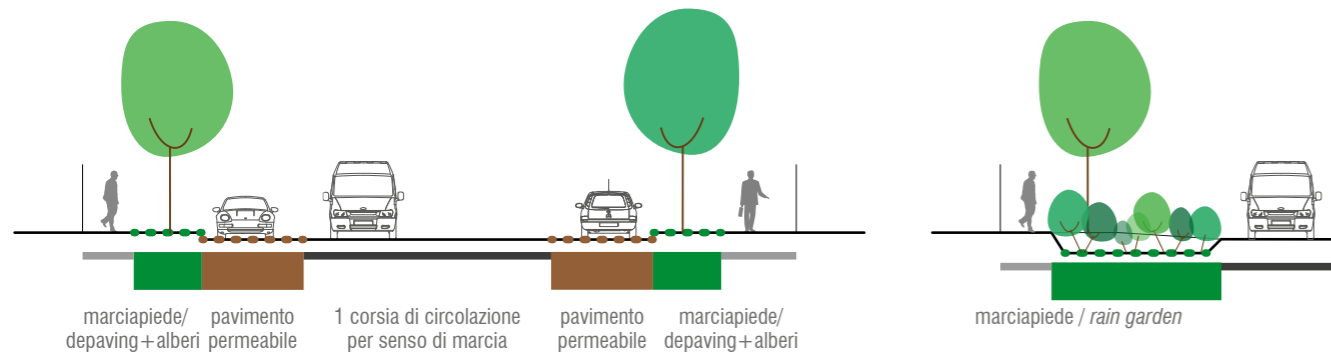 marciapiede/
depaving+alberi
pavimento
permeabile
1 corsia di circolazione
per senso di marcia
pavimento
permeabile
marciapiede/
depaving+alberi
marciapiede / rain garden